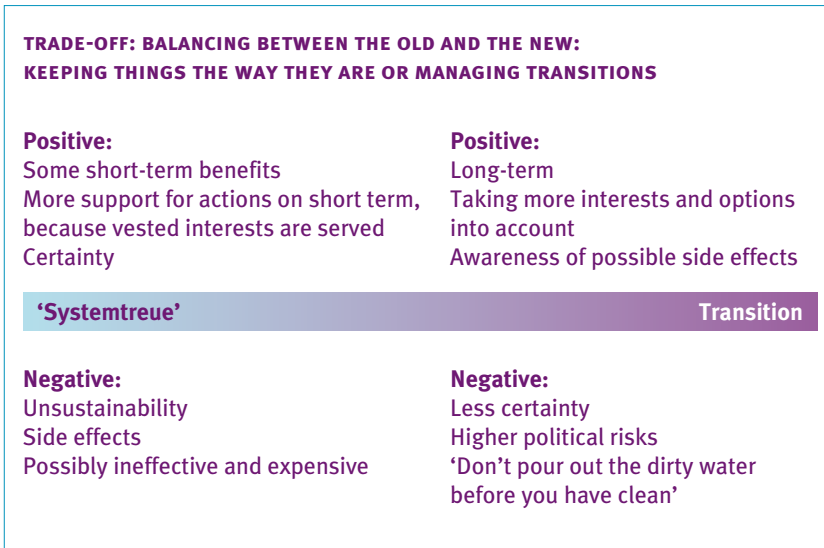 TRADE-OFF: BALANCING BETWEEN THE OLD AND THE NEW:
KEEPING THINGS THE WAY THEY ARE OR MANAGING TRANSITIONS
Positive:
Some short-term benefits
More support for actions on short term,
because vested interests are served
Certainty
Positive:
Long-term
Taking more interests and options
into account
Awareness of possible side effects
‘Systemtreue’
Transition
Negative:
Unsustainability
Side effects
Possibly ineffective and expensive
Negative:
Less certainty
Higher political risks
‘Don’t pour out the dirty water
before you have clean’